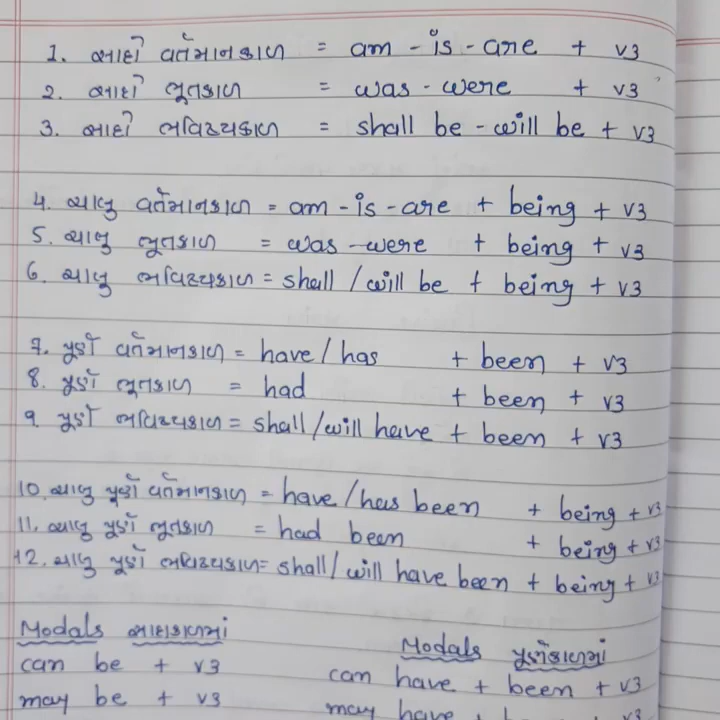 1. સાદો વર્તમાનકાળ = am - is - are + v3
2. સાદો ભૂતકાળ = was - were + v3
3. સાદો ભવિષ્યકાળ = shall be - will be + v3
4. ચાલુ વર્તમાનકાળ = am - is - are + being + v3
5. ચાલુ ભૂતકાળ = was - were + being + v3
6. ચાલુ ભવિષ્યકાળ = shall / will be + being + v3
7. પૂર્ણ વર્તમાનકાળ = have / has + been + v3
8. પૂર્ણ ભૂતકાળ = had + been + v3
9. પૂર્ણ ભવિષ્યકાળ = shall / will have + been + v3
10. ચાલુ પૂર્ણ વર્તમાનકાળ = have / has been + being + v3
11. ચાલુ પૂર્ણ ભૂતકાળ = had been + being + v3
12. ચાલુ પૂર્ણ ભવિષ્યકાળ = shall / will have been + being + v3
Modals સાદાકાળમાં
can be + v3
may be + v3
Modals પૂર્ણકાળમાં
can have + been + v3
may have + been + v3